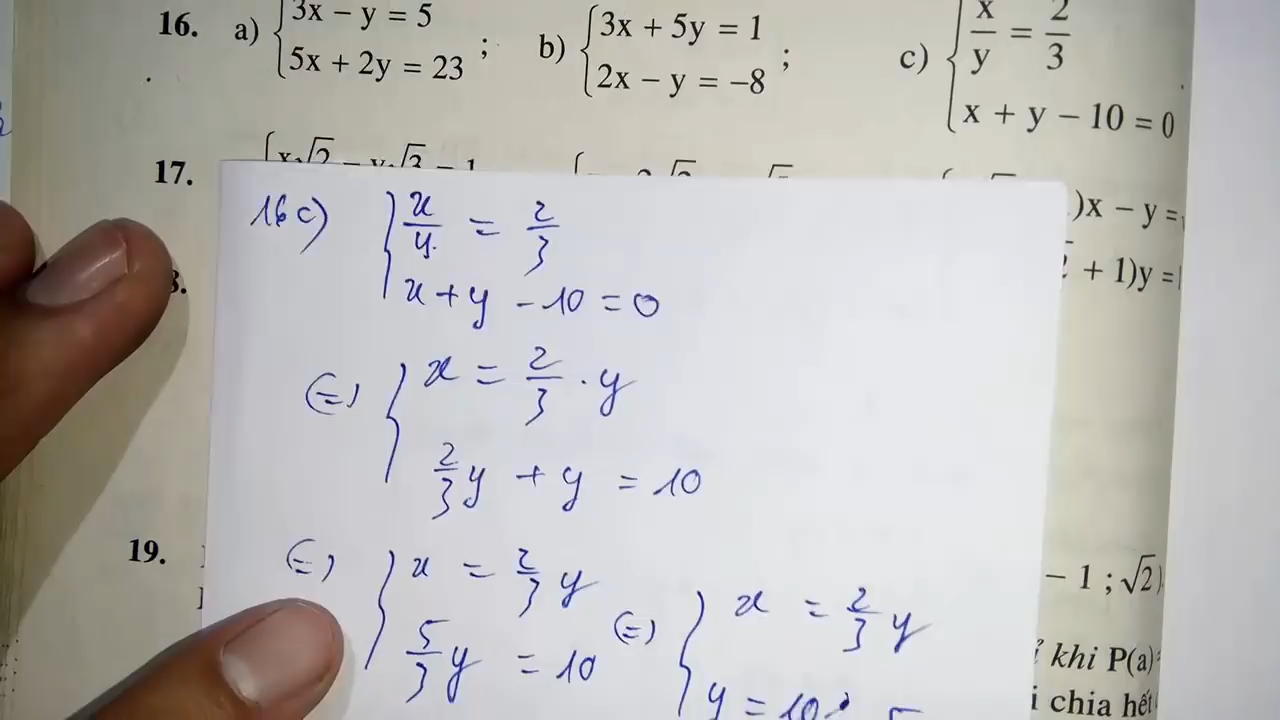 16. a) {3x − y = 5
5x + 2y = 23 ;
b) {3x + 5y = 1
2x − y = −8 ;
c) {x/y = 2/3
x + y − 10 = 0
17.
)x − y =
+ 1)y =
16c) {x/y = 2/3
x + y − 10 = 0
(=) {x = 2/3 . y
2/3 y + y = 10
(=) {x = 2/3 y
5/3 y = 10
(=) {x = 2/3 y
y = 10
19.
− 1 ; √2)
khi P(a)
i chia hết